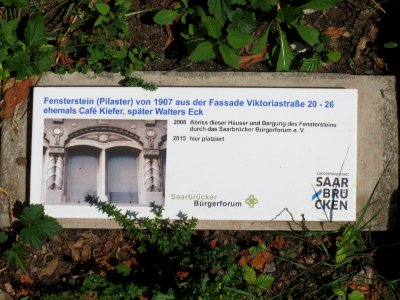 Fensterstein (Pilaster) von 1907 aus der Fassade Viktoriastraße 20 - 26
ehemals Café Kiefer, später Walters Eck
2008 Abriss dieser Häuser und Bergung des Fenstersteins
durch das Saarbrücker Bürgerforum e. V.
2015 hier platziert
Saarbrücker
Bürgerforum
Landeshauptstadt
SAAR
BRÜ
CKEN